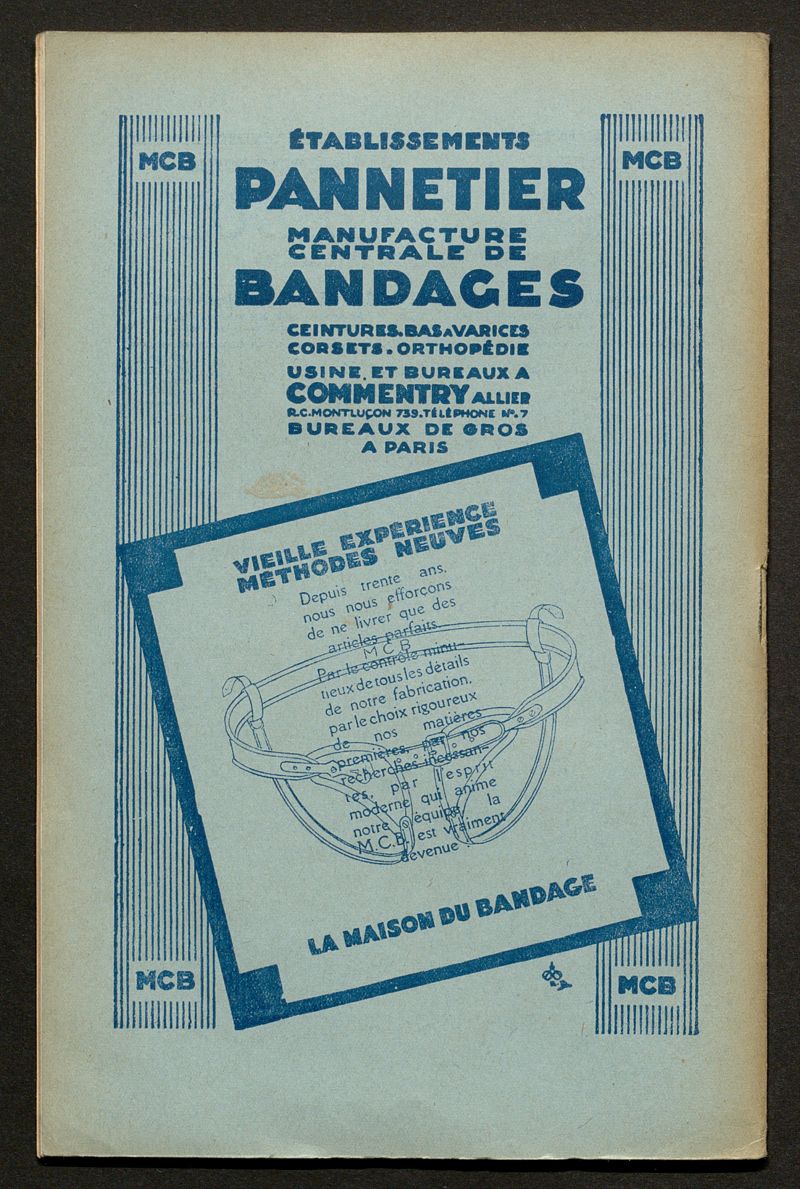 MCB
MCB
ÉTABLISSEMENTS
PANNETIER
MANUFACTURE
CENTRALE DE
BANDAGES
CEINTURES.BAS A VARICES
CORSETS.ORTHOPÉDIE
USINE, ET BUREAUX A
COMMENTRY ALLIER
R.C.MONTLUÇON 739.TÉLÉPHONE Nº.7
BUREAUX DE GROS
A PARIS
VIEILLE EXPÉRIENCE
MÉTHODES NEUVES
Depuis trente ans,
nous nous efforçons
de ne livrer que des
articles parfaits.
M C B
Par le contrôle minu-
tieux de tous les détails
de notre fabrication,
par le choix rigoureux
de nos matières
premières, par nos
recherches incessan-
tes, par l'esprit
moderne qui anime
notre équipe la
M.C.B. est vraiment
devenue :
LA MAISON DU BANDAGE
MCB
MCB